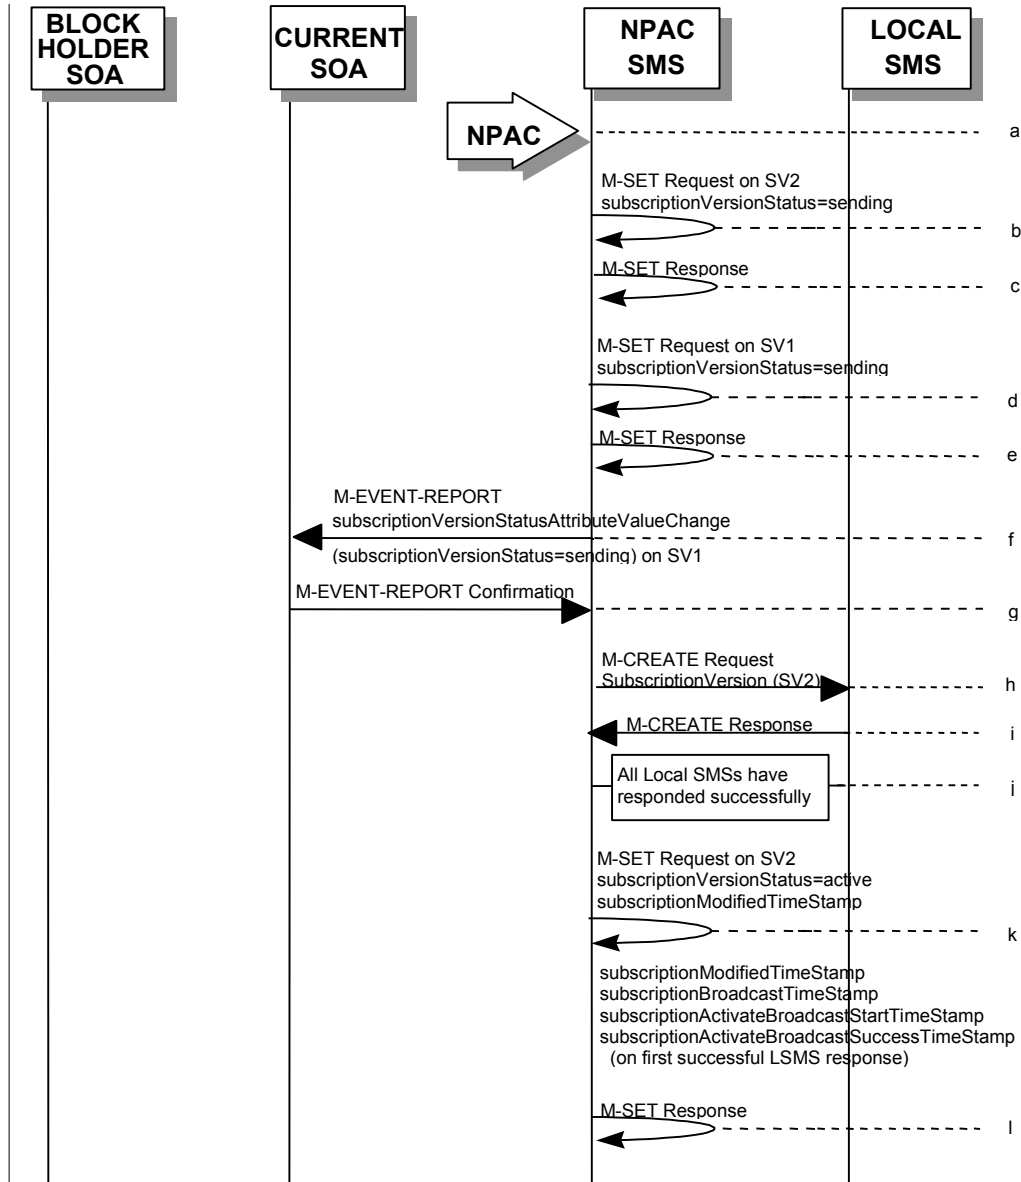 BLOCK
HOLDER
SOA
CURRENT
SOA
NPAC
SMS
LOCAL
SMS
NPAC
a
M-SET Request on SV2
subscriptionVersionStatus=sending
b
M-SET Response
c
M-SET Request on SV1
subscriptionVersionStatus=sending
d
M-SET Response
e
M-EVENT-REPORT
subscriptionVersionStatusAttributeValueChange
f
(subscriptionVersionStatus=sending) on SV1
M-EVENT-REPORT Confirmation
g
M-CREATE Request
SubscriptionVersion (SV2)
h
M-CREATE Response
i
All Local SMSs have
responded successfully
j
M-SET Request on SV2
subscriptionVersionStatus=active
subscriptionModifiedTimeStamp
k
subscriptionModifiedTimeStamp
subscriptionBroadcastTimeStamp
subscriptionActivateBroadcastStartTimeStamp
subscriptionActivateBroadcastSuccessTimeStamp
(on first successful LSMS response)
M-SET Response
l